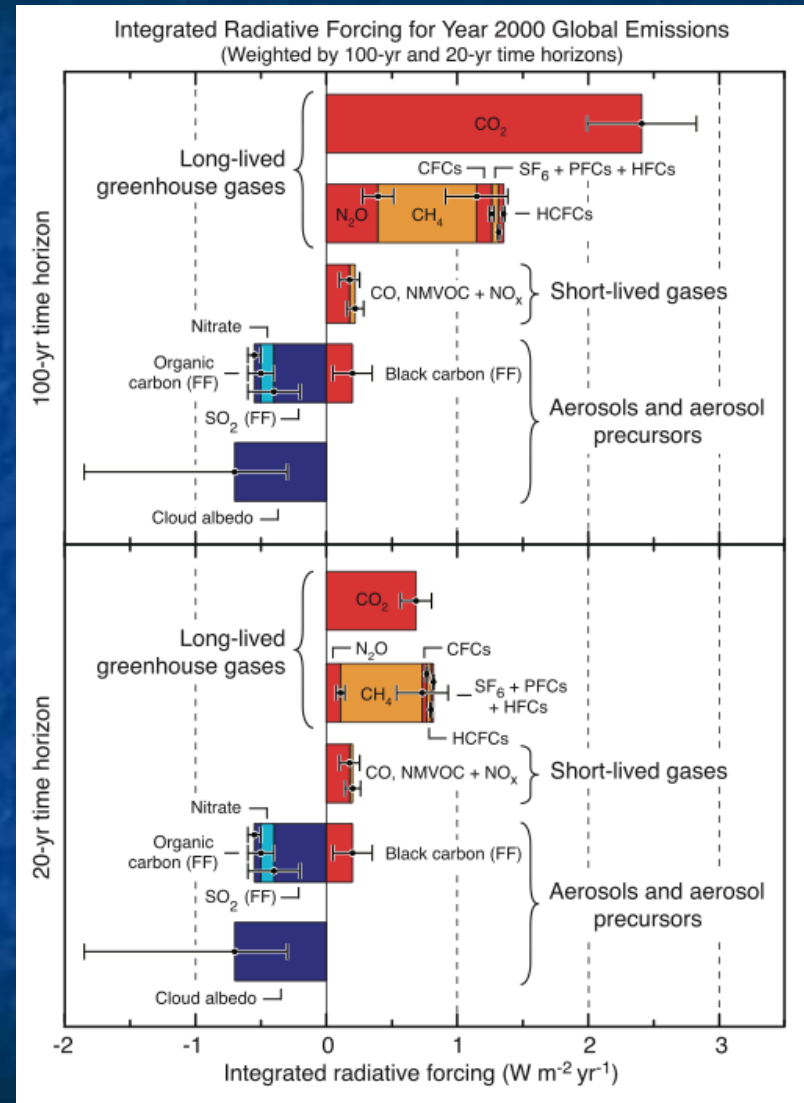 Integrated Radiative Forcing for Year 2000 Global Emissions
(Weighted by 100-yr and 20-yr time horizons)
100-yr time horizon
CO₂
Long-lived
greenhouse gases
CFCs
SF₆ + PFCs + HFCs
N₂O
CH₄
HCFCs
CO, NMVOC + NOₓ
Short-lived gases
Nitrate
Organic
carbon (FF)
SO₂ (FF)
Black carbon (FF)
Aerosols and aerosol
precursors
Cloud albedo
20-yr time horizon
CO₂
Long-lived
greenhouse gases
N₂O
CFCs
CH₄
SF₆ + PFCs
+ HFCs
HCFCs
CO, NMVOC + NOₓ
Short-lived gases
Nitrate
Organic
carbon (FF)
SO₂ (FF)
Black carbon (FF)
Aerosols and aerosol
precursors
Cloud albedo
-2 -1 0 1 2 3
Integrated radiative forcing (W m⁻² yr⁻¹)